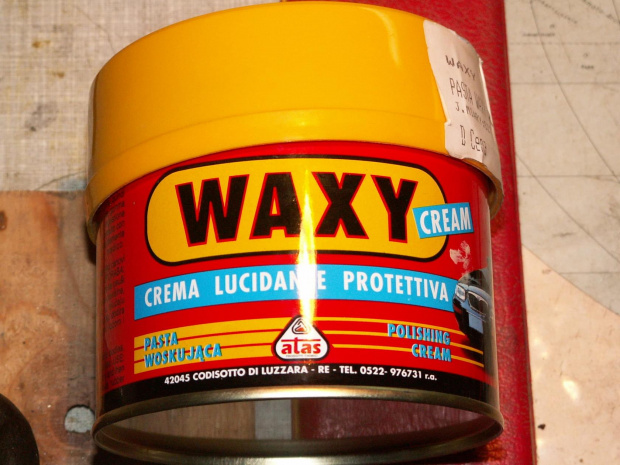 WAXY
PASTA
D
WAXY
CREAM
CREMA LUCIDANTE PROTETTIVA
PASTA
WOSKUJĄCA
atas
POLISHING
CREAM
42045 CODISOTTO DI LUZZARA - RE - TEL. 0522- 976731 r.a.